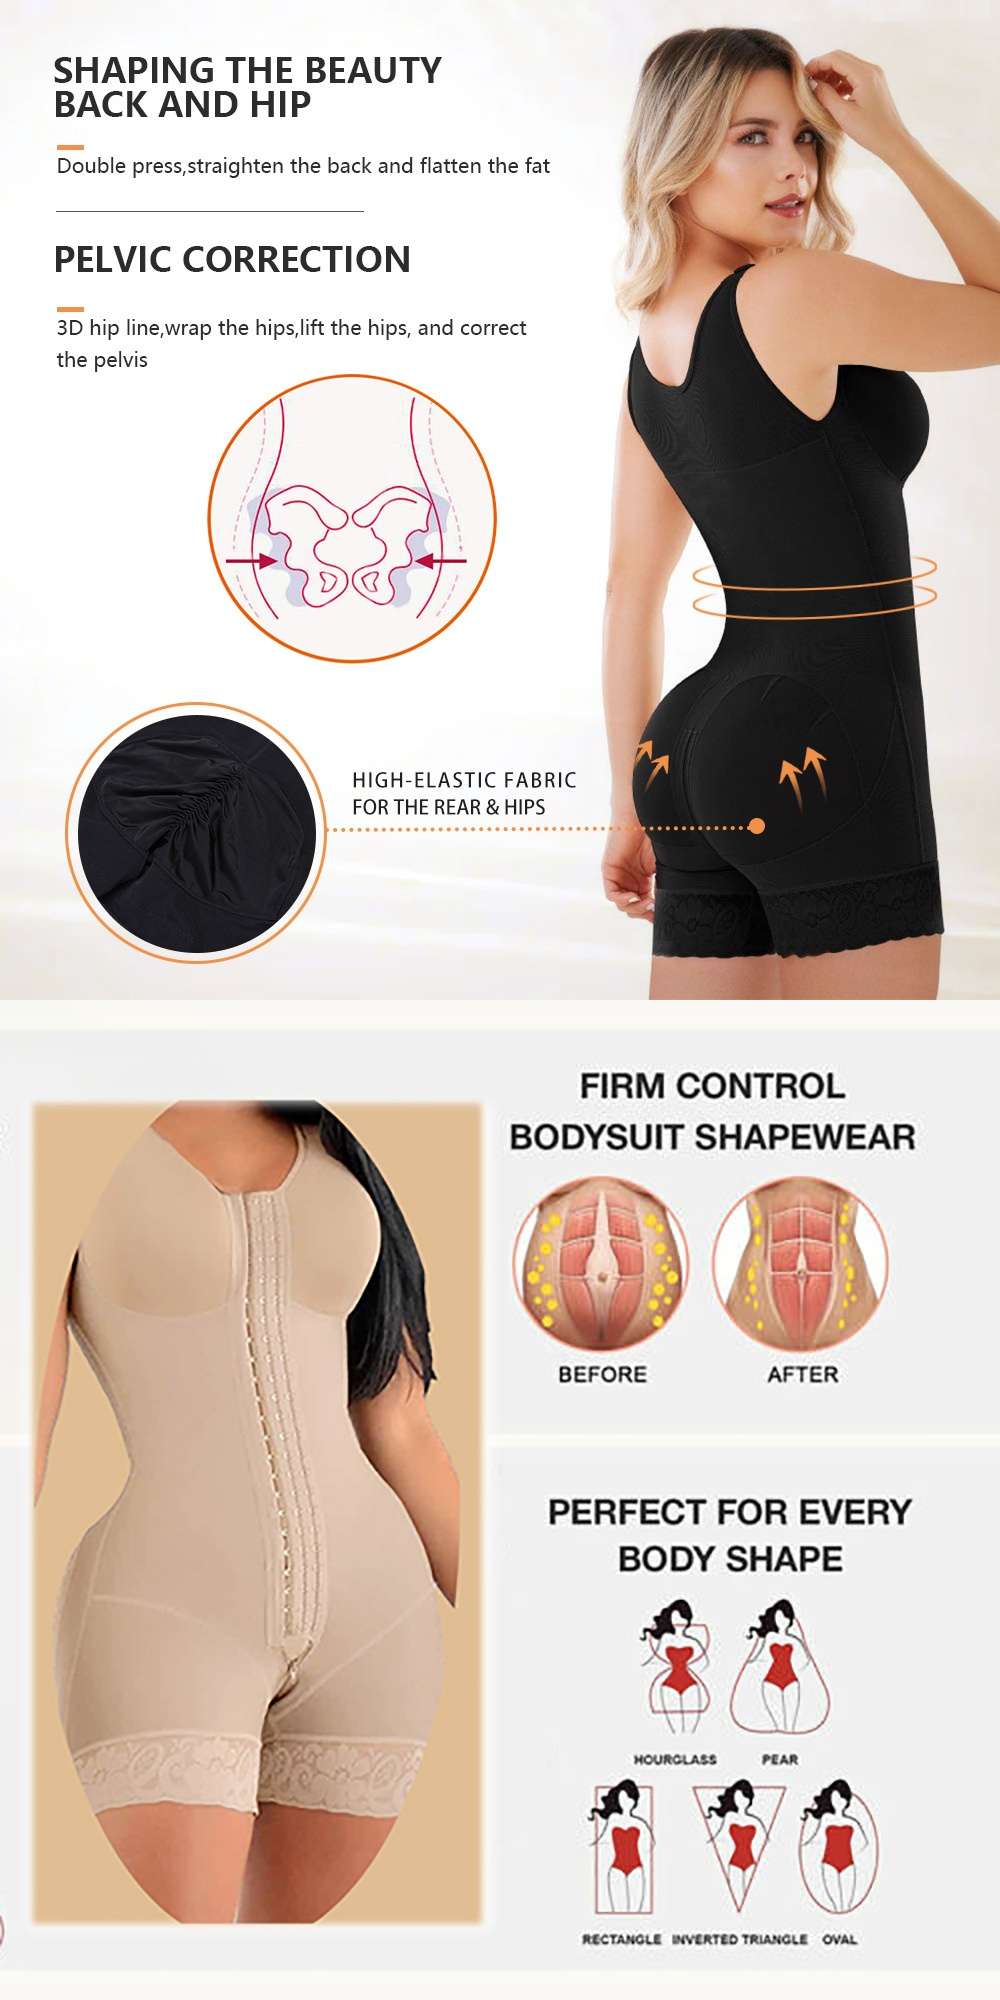 SHAPING THE BEAUTY
BACK AND HIP
Double press,straighten the back and flatten the fat
PELVIC CORRECTION
3D hip line,wrap the hips,lift the hips, and correct
the pelvis
HIGH-ELASTIC FABRIC
FOR THE REAR & HIPS
FIRM CONTROL
BODYSUIT SHAPEWEAR
BEFORE
AFTER
PERFECT FOR EVERY
BODY SHAPE
HOURGLASS
PEAR
RECTANGLE
INVERTED TRIANGLE
OVAL